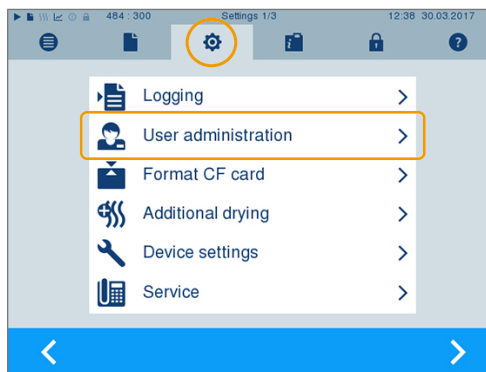 484 : 300 Settings 1/3 12:38 30.03.2017
Logging
User administration
Format CF card
Additional drying
Device settings
Service